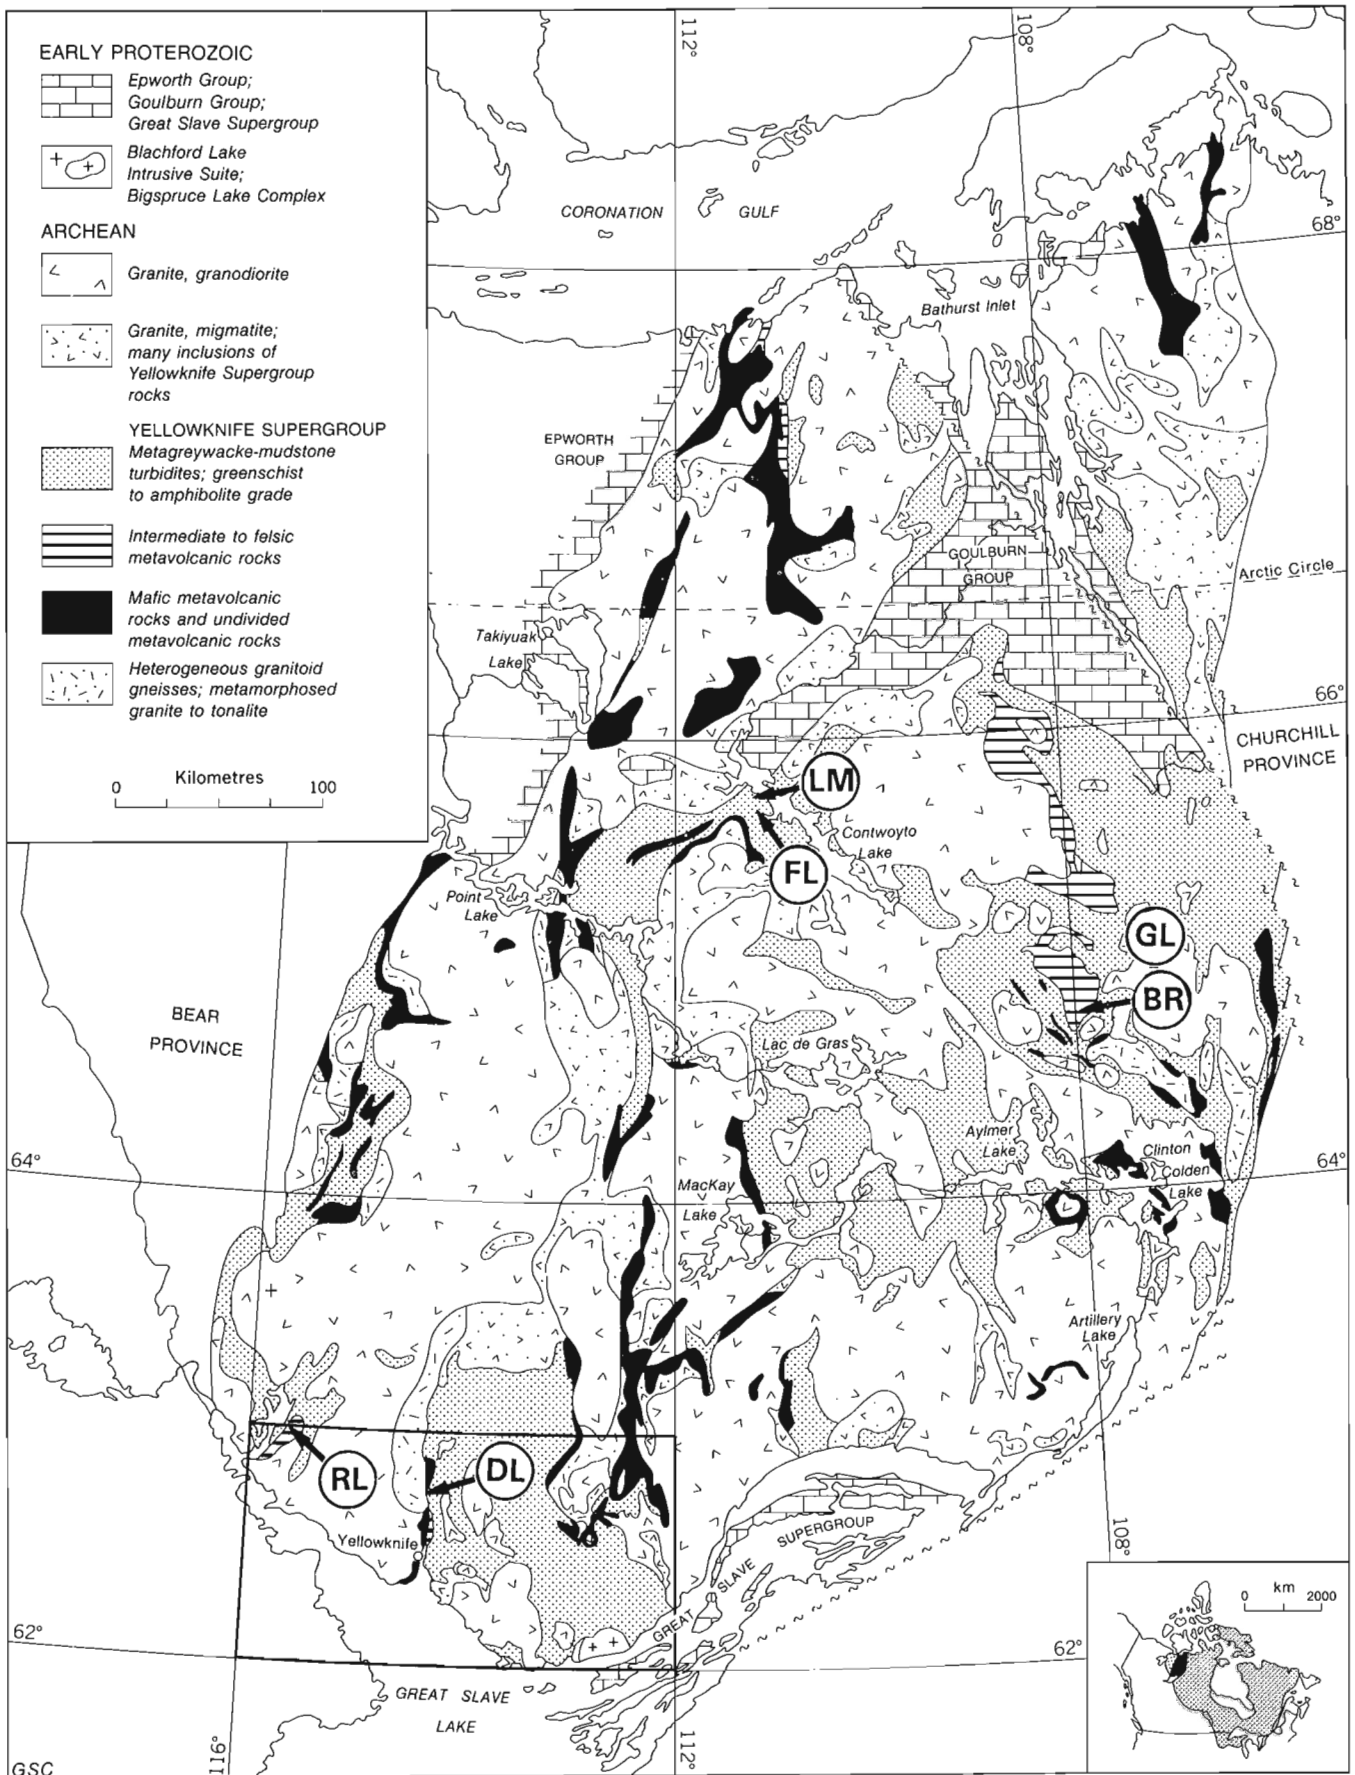 EARLY PROTEROZOIC
Epworth Group;
Goulburn Group;
Great Slave Supergroup
Blachford Lake
Intrusive Suite;
Bigspruce Lake Complex
ARCHEAN
Granite, granodiorite
Granite, migmatite;
many inclusions of
Yellowknife Supergroup
rocks
YELLOWKNIFE SUPERGROUP
Metagreywacke-mudstone
turbidites; greenschist
to amphibolite grade
Intermediate to felsic
metavolcanic rocks
Mafic metavolcanic
rocks and undivided
metavolcanic rocks
Heterogeneous granitoid
gneisses; metamorphosed
granite to tonalite
Kilometres
0 100
112°
108°
CORONATION GULF
68°
Bathurst Inlet
EPWORTH
GROUP
GOULBURN
GROUP
Arctic Circle
Takiyuak
Lake
66°
CHURCHILL
PROVINCE
LM
Contwoyto
Lake
FL
Point
Lake
GL
BR
BEAR
PROVINCE
Lac de Gras
Aylmer
Lake
Clinton
Colden
Lake
64°
64°
MacKay
Lake
Artillery
Lake
RL
DL
Yellowknife
GREAT SLAVE SUPERGROUP
108°
62°
62°
GREAT SLAVE
LAKE
116°
112°
km
0 2000
GSC